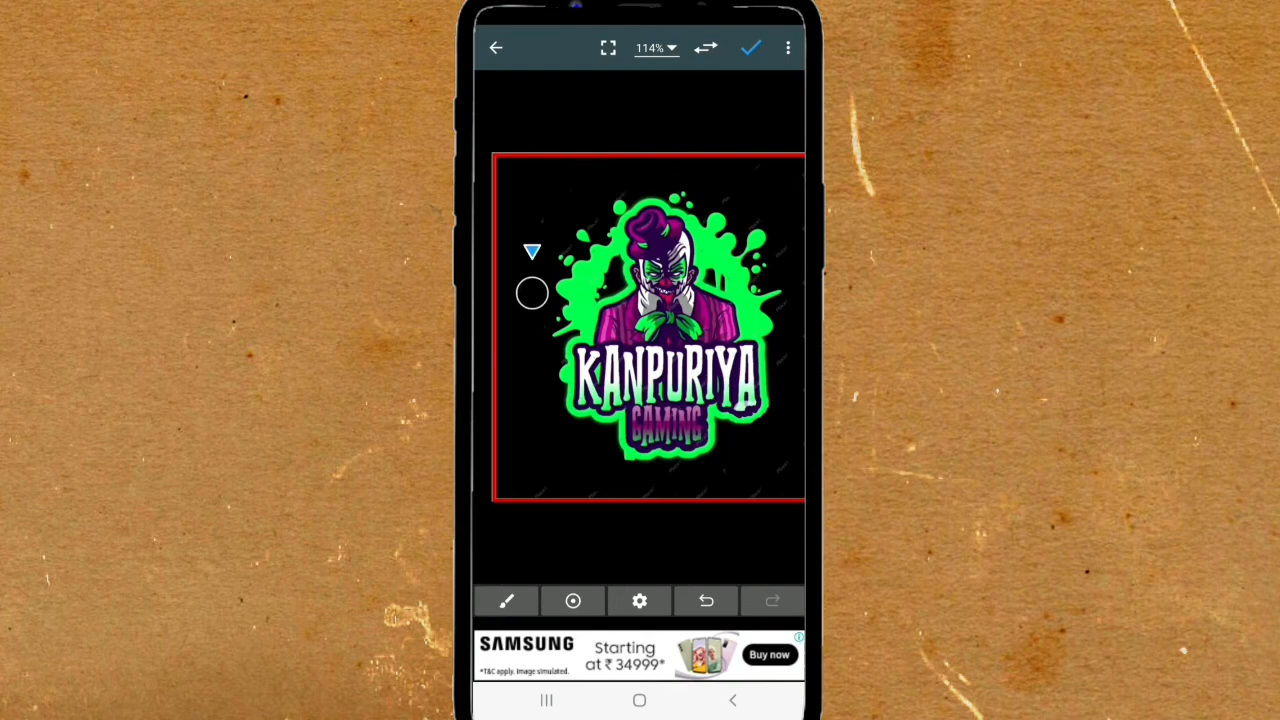 114%
KANPURIYA
GAMING
SAMSUNG
*T&C apply. Image simulated.
Starting
at ₹ 34999*
Buy now